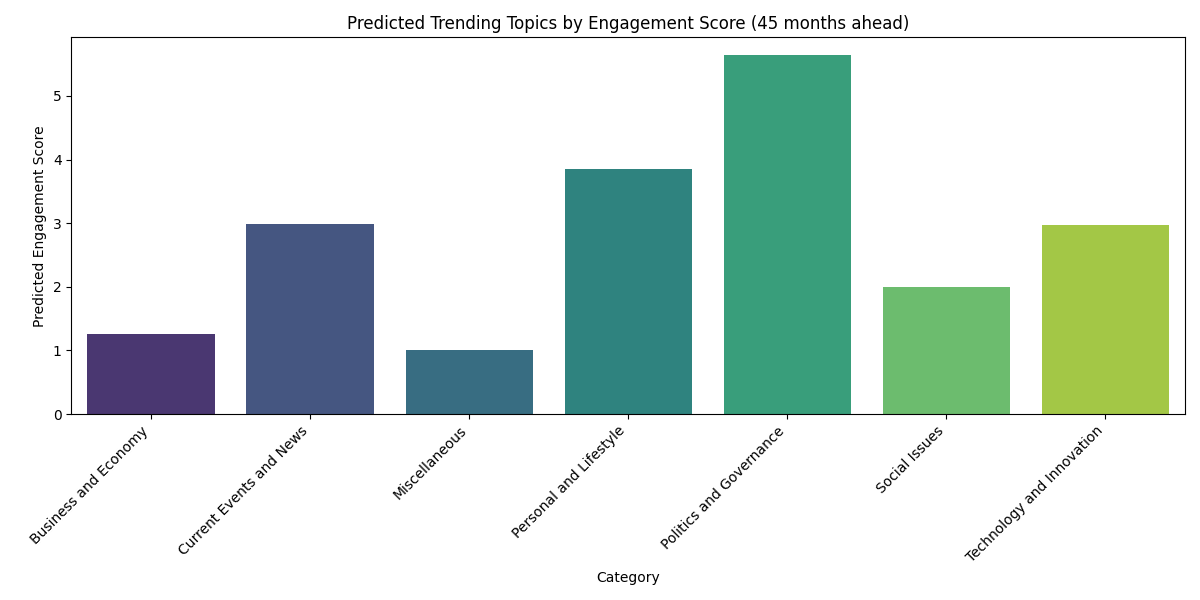 Predicted Trending Topics by Engagement Score (45 months ahead)
Predicted Engagement Score
5
4
3
2
1
0
Business and Economy
Current Events and News
Miscellaneous
Personal and Lifestyle
Politics and Governance
Social Issues
Technology and Innovation
Category